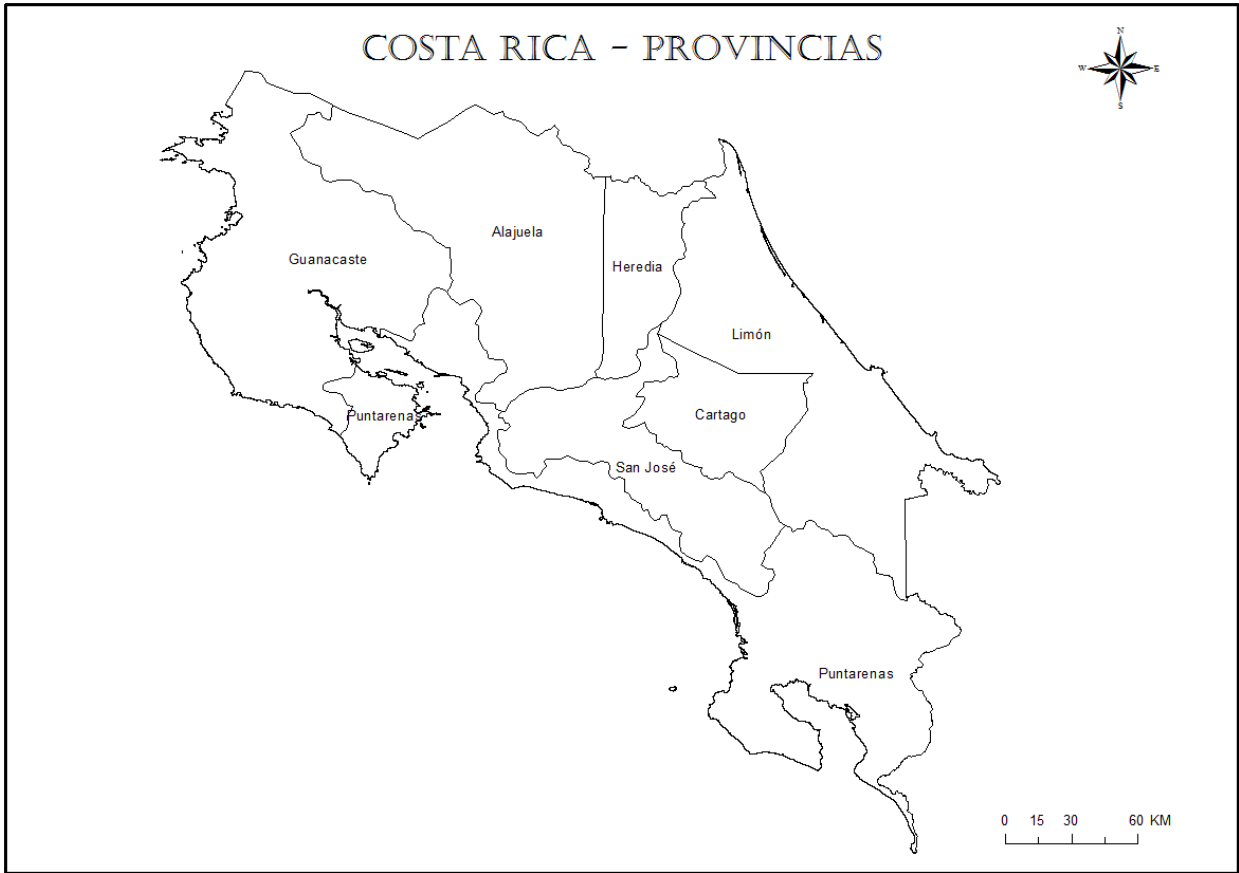 COSTA RICA - PROVINCIAS
N
W E
S
Alajuela
Guanacaste
Heredia
Limón
Puntarenas
Cartago
San José
Puntarenas
0 15 30 60 KM